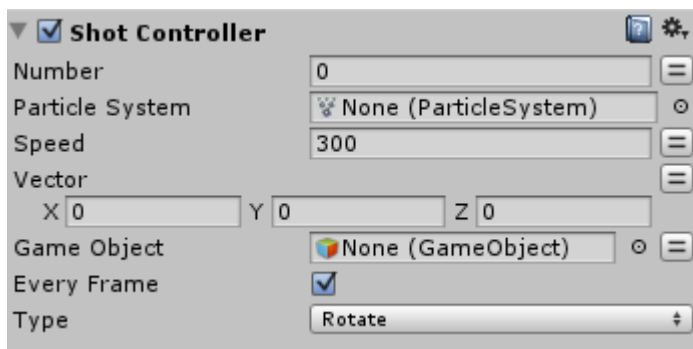 Shot Controller
Number 0
Particle System None (ParticleSystem)
Speed 300
Vector
X 0 Y 0 Z 0
Game Object None (GameObject)
Every Frame
Type Rotate